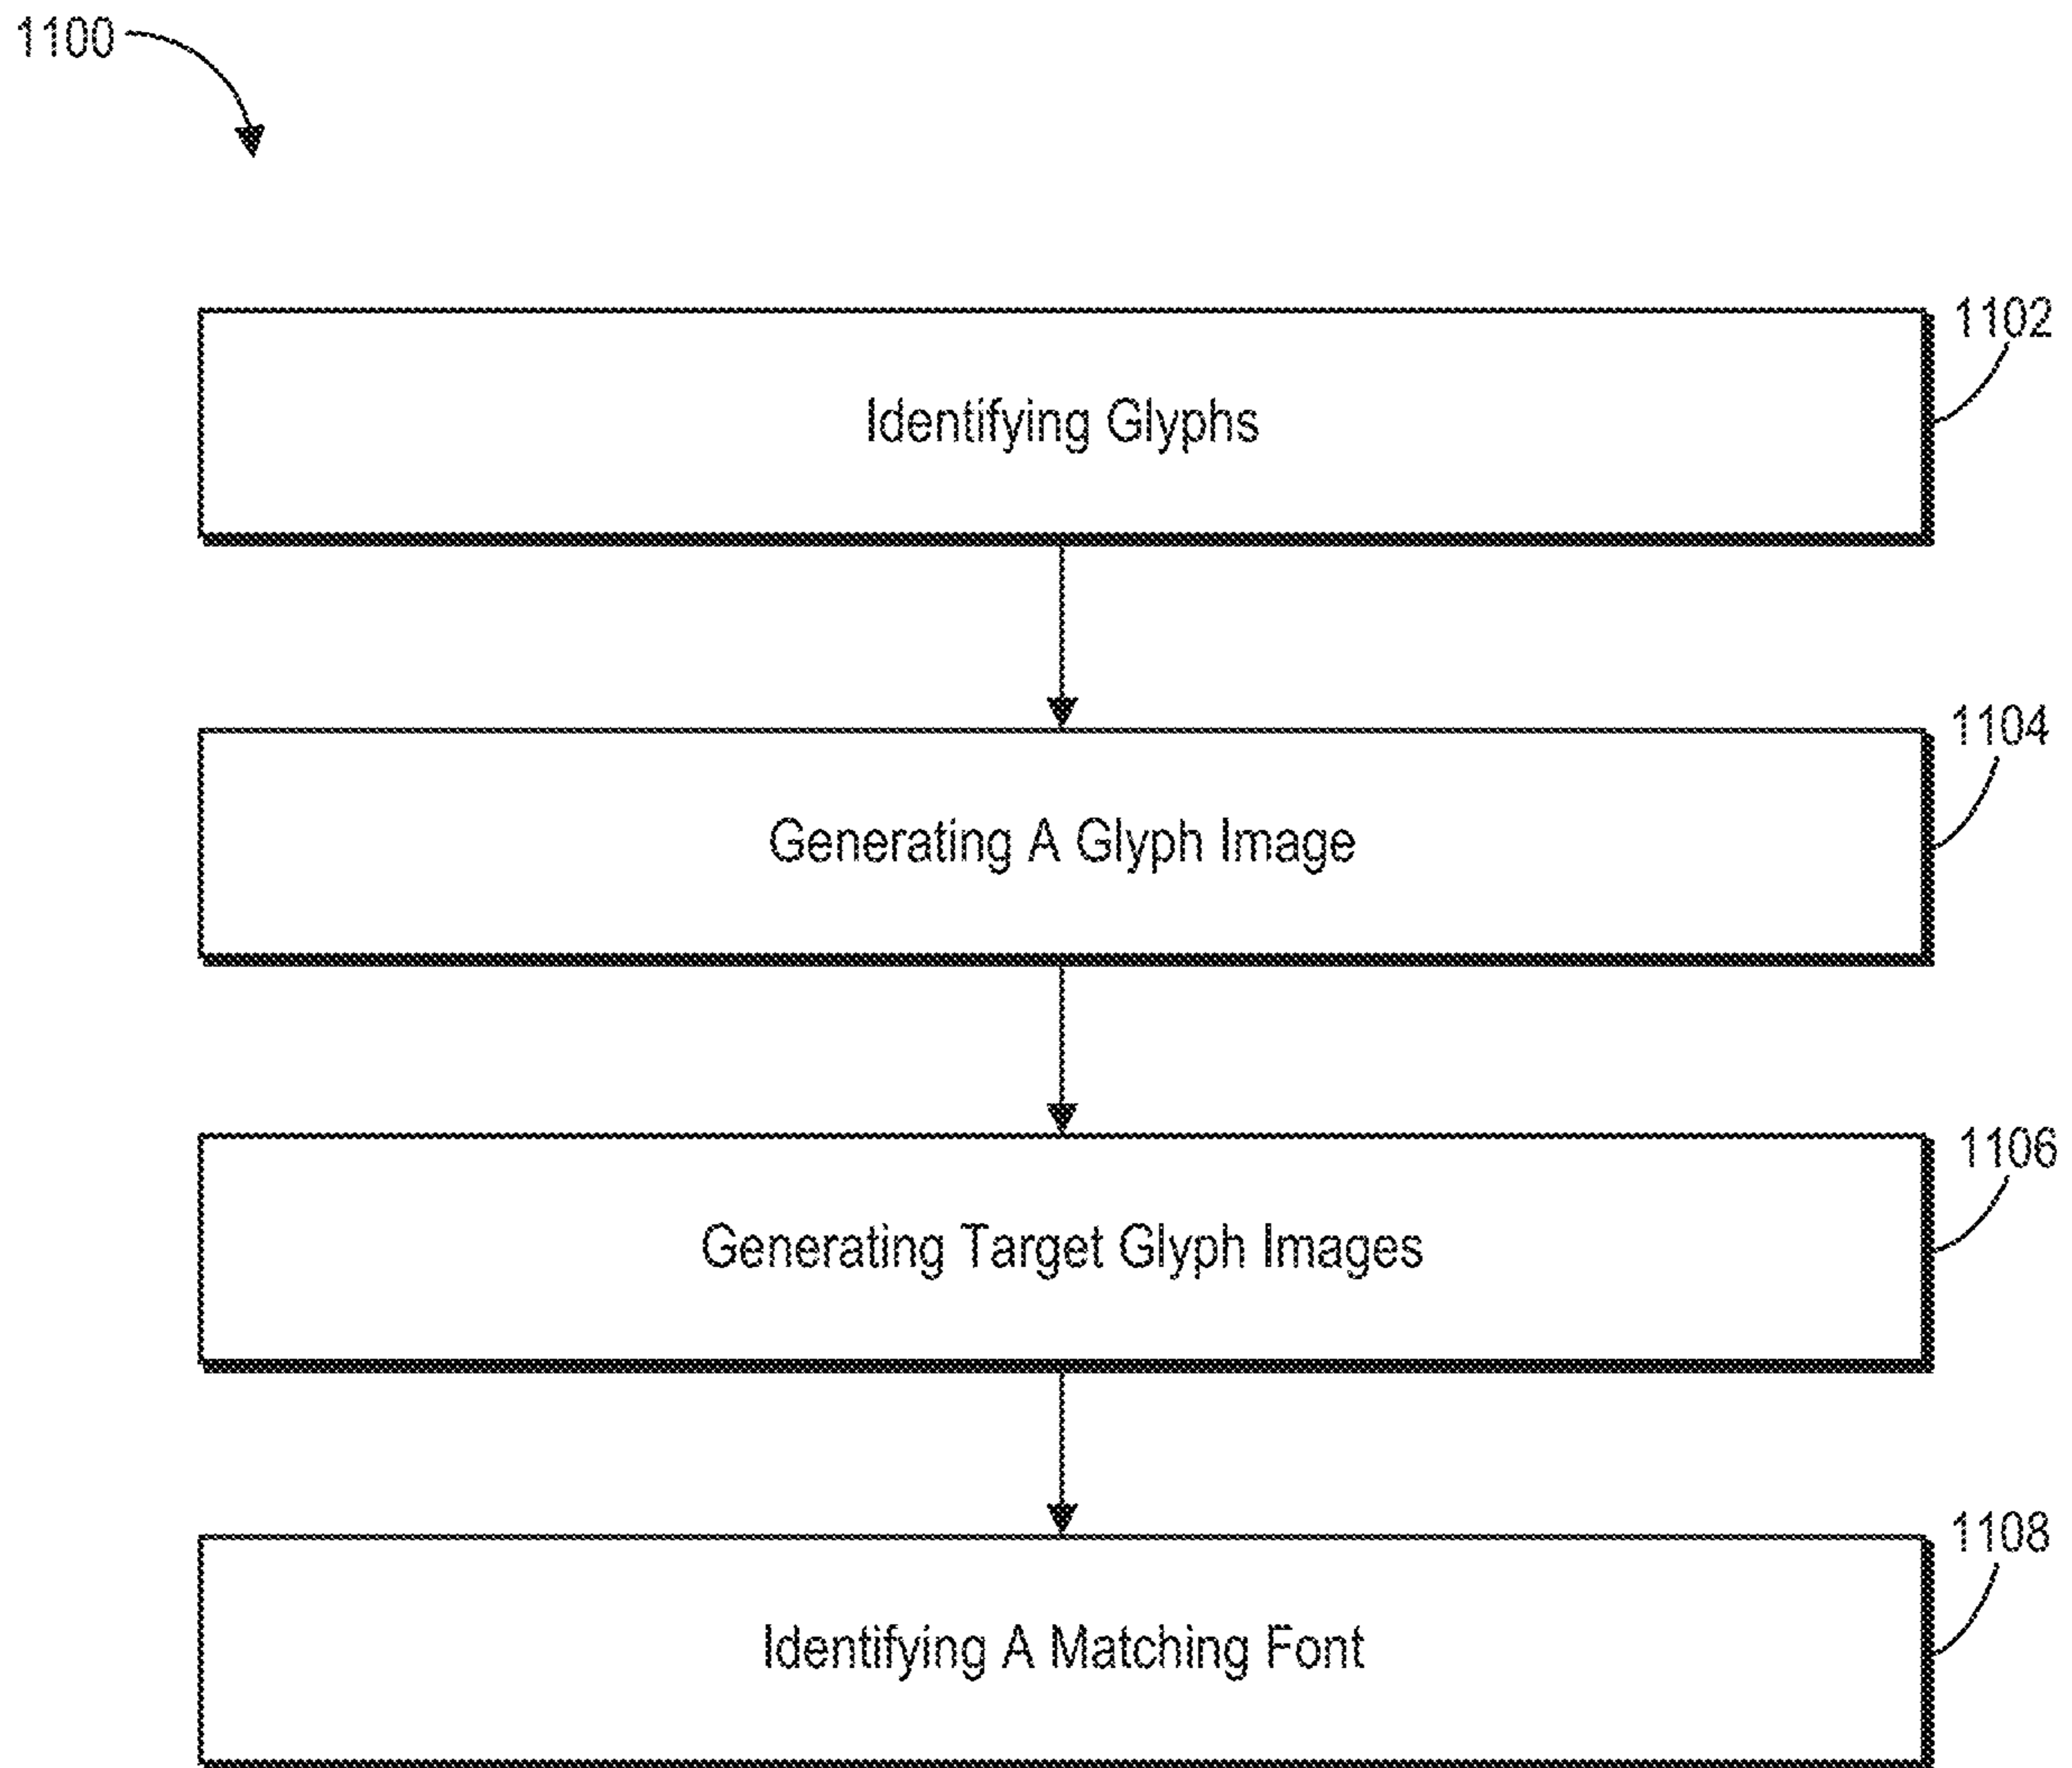 1100
1102
Identifying Glyphs
1104
Generating A Glyph Image
1106
Generating Target Glyph Images
1108
Identifying A Matching Font